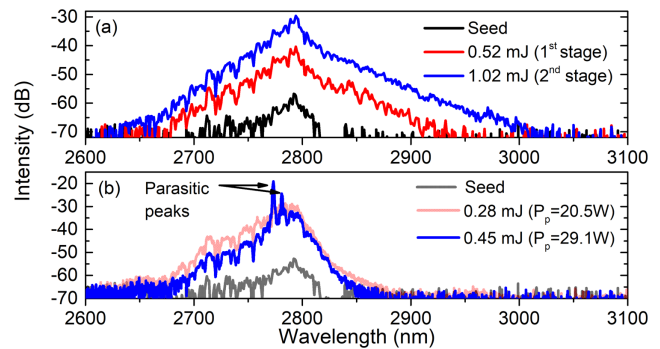 (a)
Seed
0.52 mJ (1st stage)
1.02 mJ (2nd stage)
-30
-40
-50
-60
-70
2600 2700 2800 2900 3000 3100
Intensity (dB)
(b)
Parasitic
peaks
Seed
0.28 mJ (Pp=20.5W)
0.45 mJ (Pp=29.1W)
-20
-30
-40
-50
-60
-70
2600 2700 2800 2900 3000 3100
Wavelength (nm)